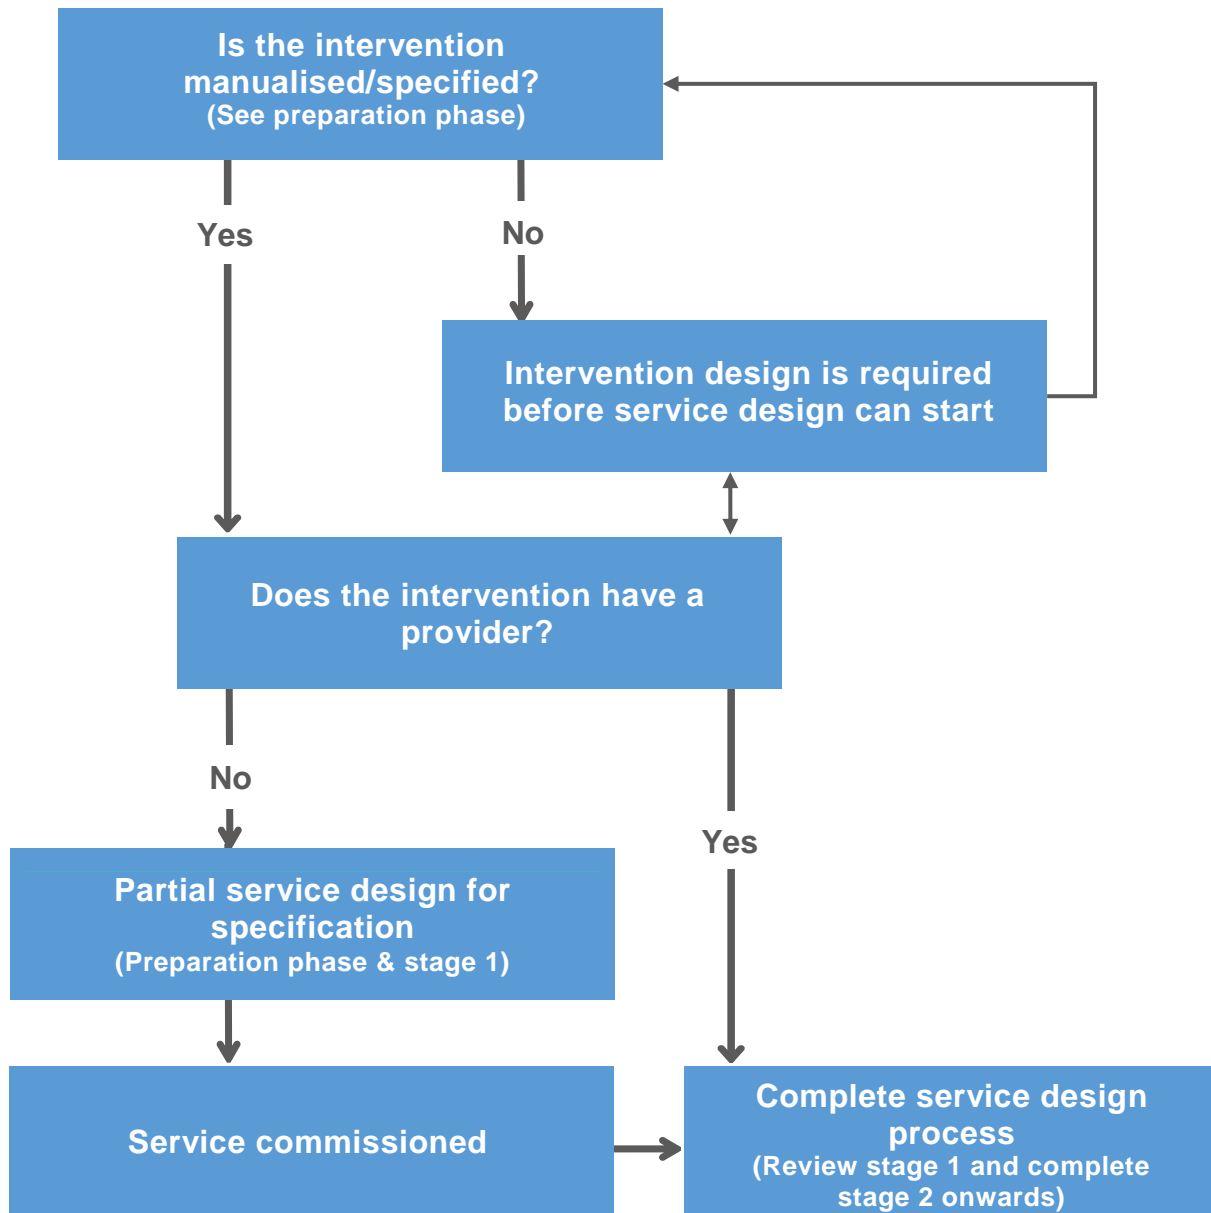 Is the intervention
manualised/specified?
(See preparation phase)
Yes
No
Intervention design is required
before service design can start
Does the intervention have a
provider?
No
Yes
Partial service design for
specification
(Preparation phase & stage 1)
Service commissioned
Complete service design
process
(Review stage 1 and complete
stage 2 onwards)